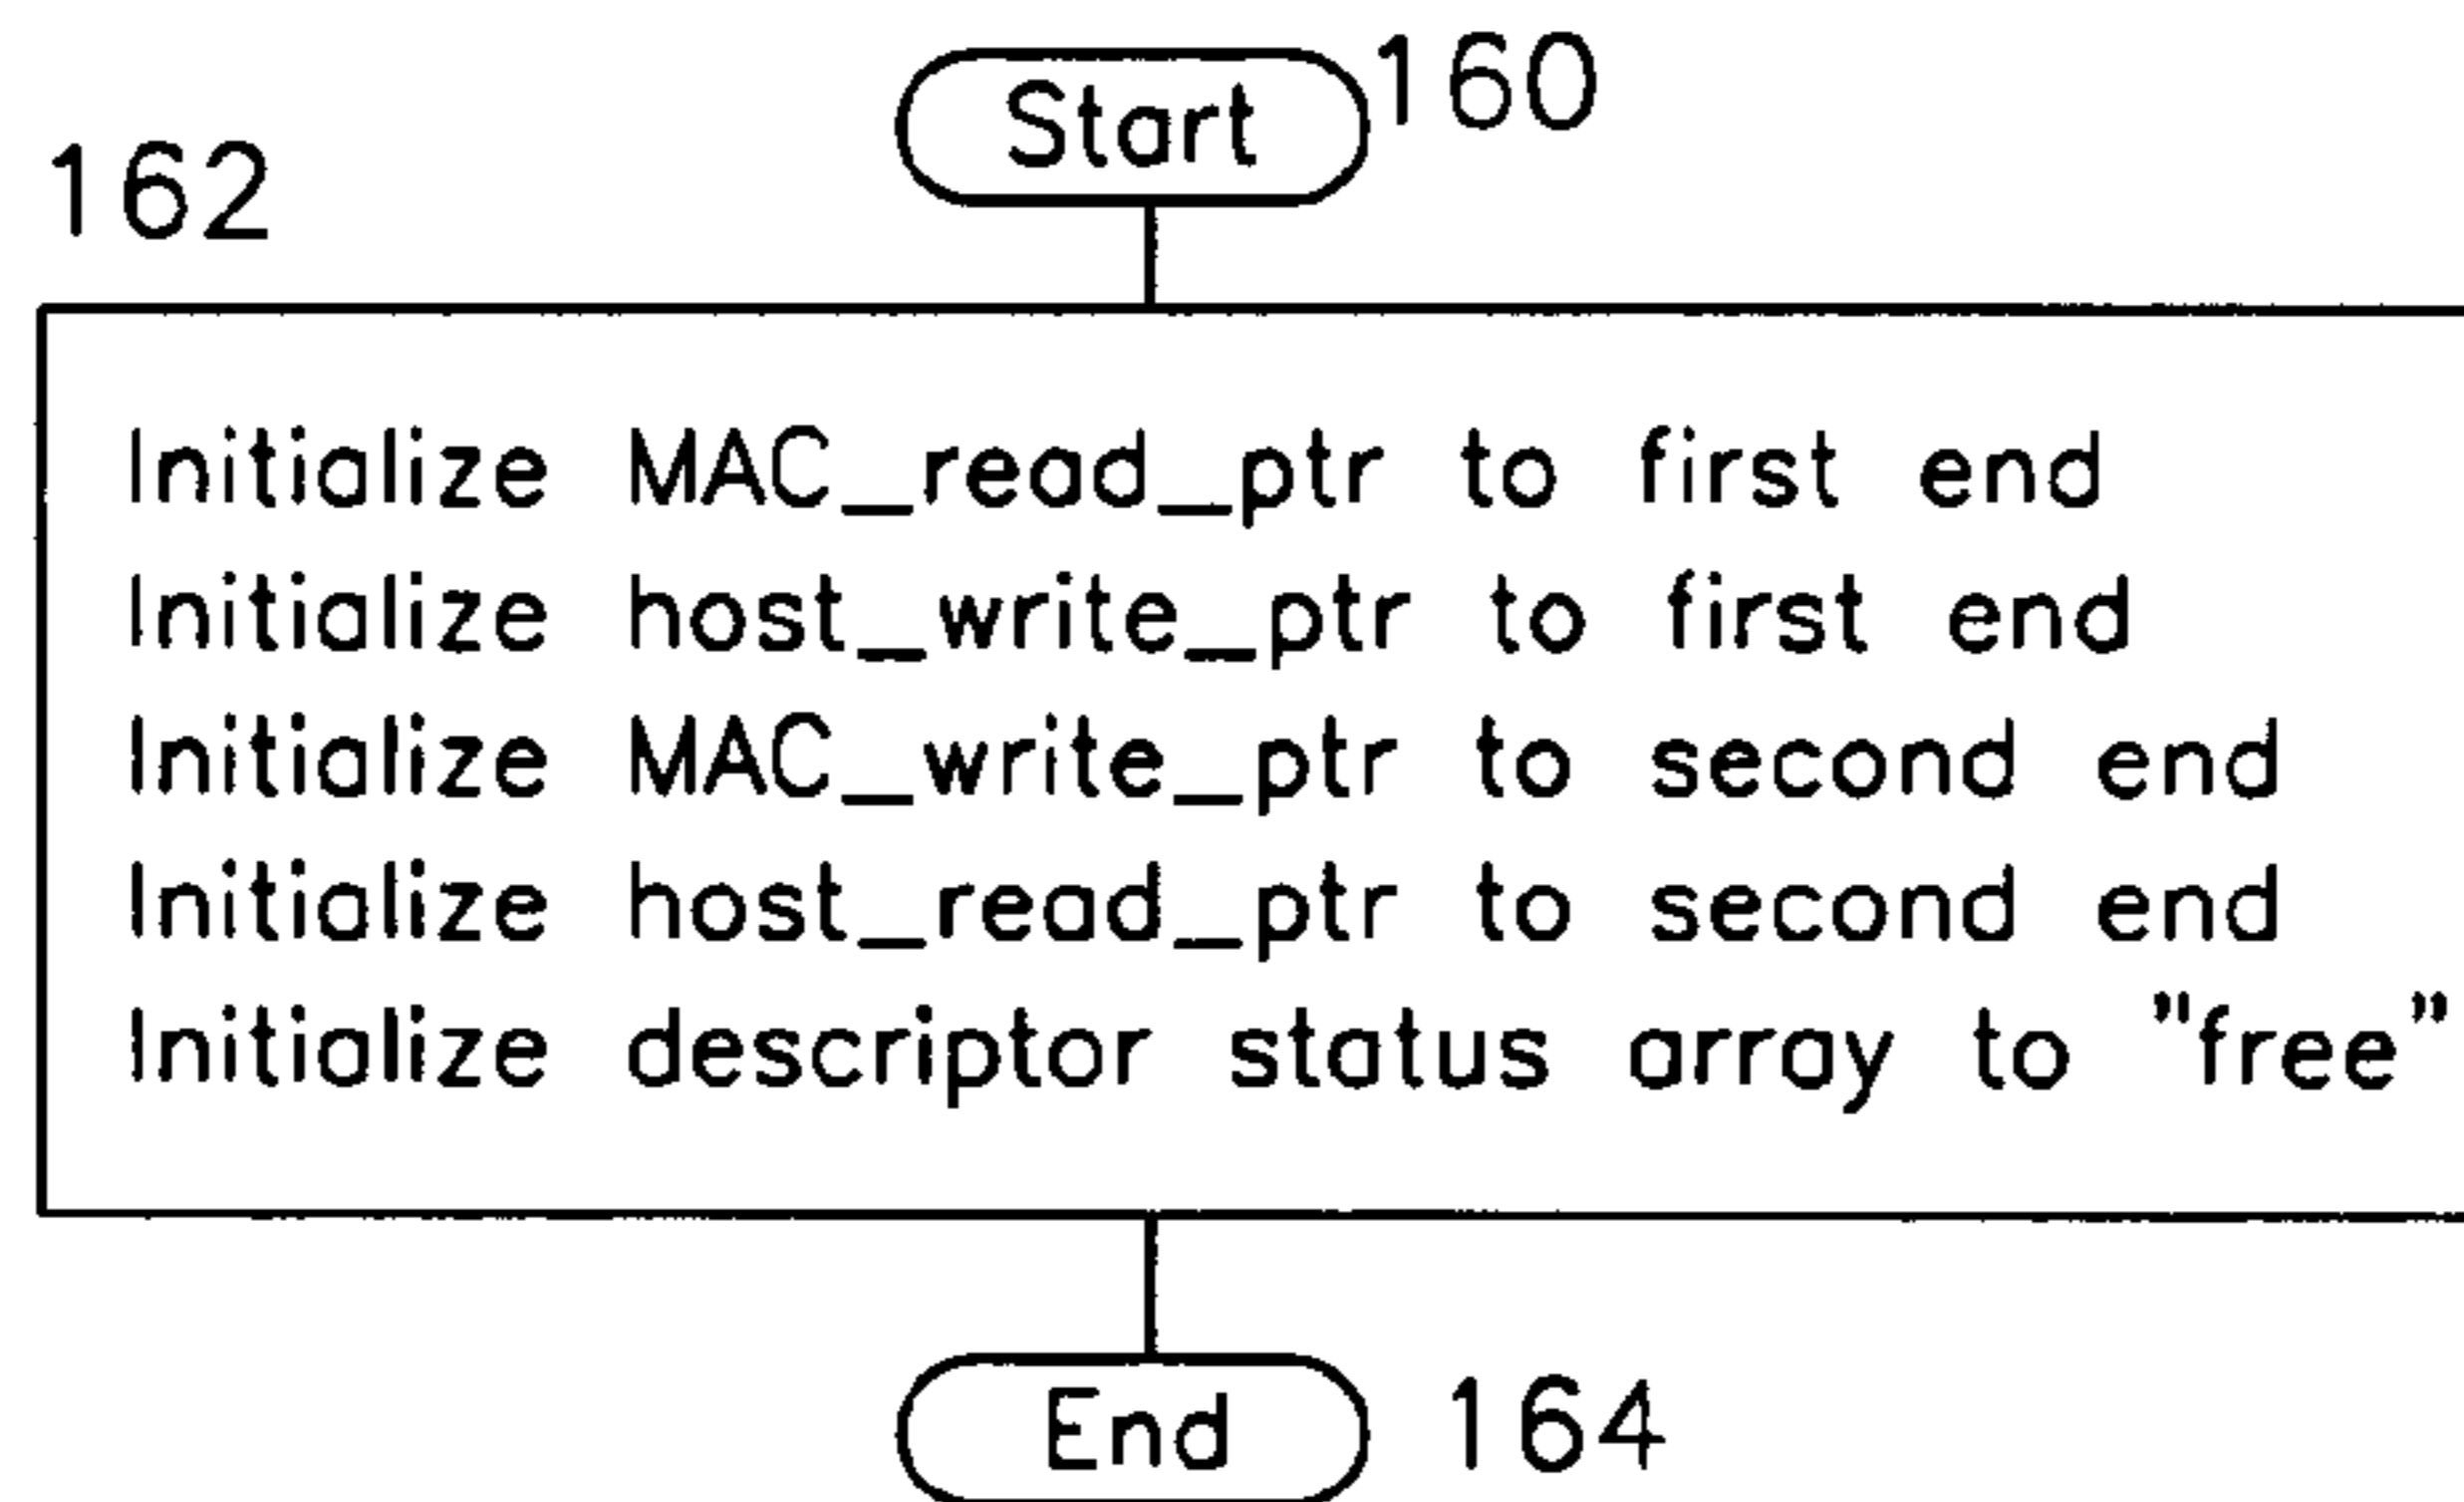 Start 160
162
Initialize MAC_read_ptr to first end
Initialize host_write_ptr to first end
Initialize MAC_write_ptr to second end
Initialize host_read_ptr to second end
Initialize descriptor status array to "free"
End 164